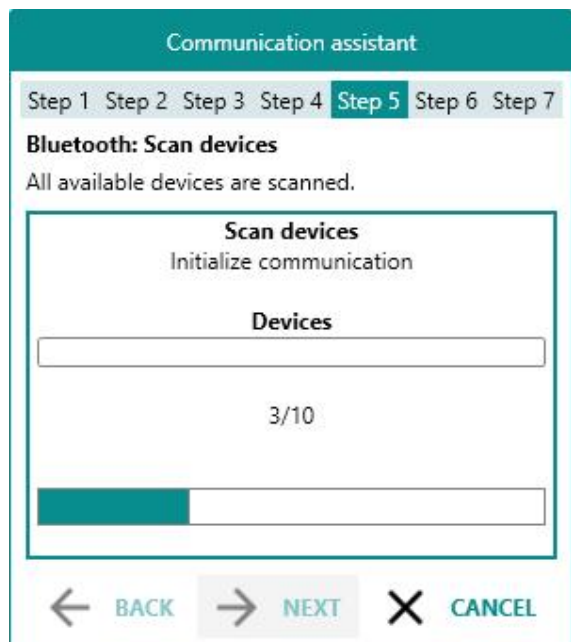 Communication assistant
Step 1 Step 2 Step 3 Step 4 Step 5 Step 6 Step 7
Bluetooth: Scan devices
All available devices are scanned.
Scan devices
Initialize communication
Devices
3/10
BACK NEXT CANCEL